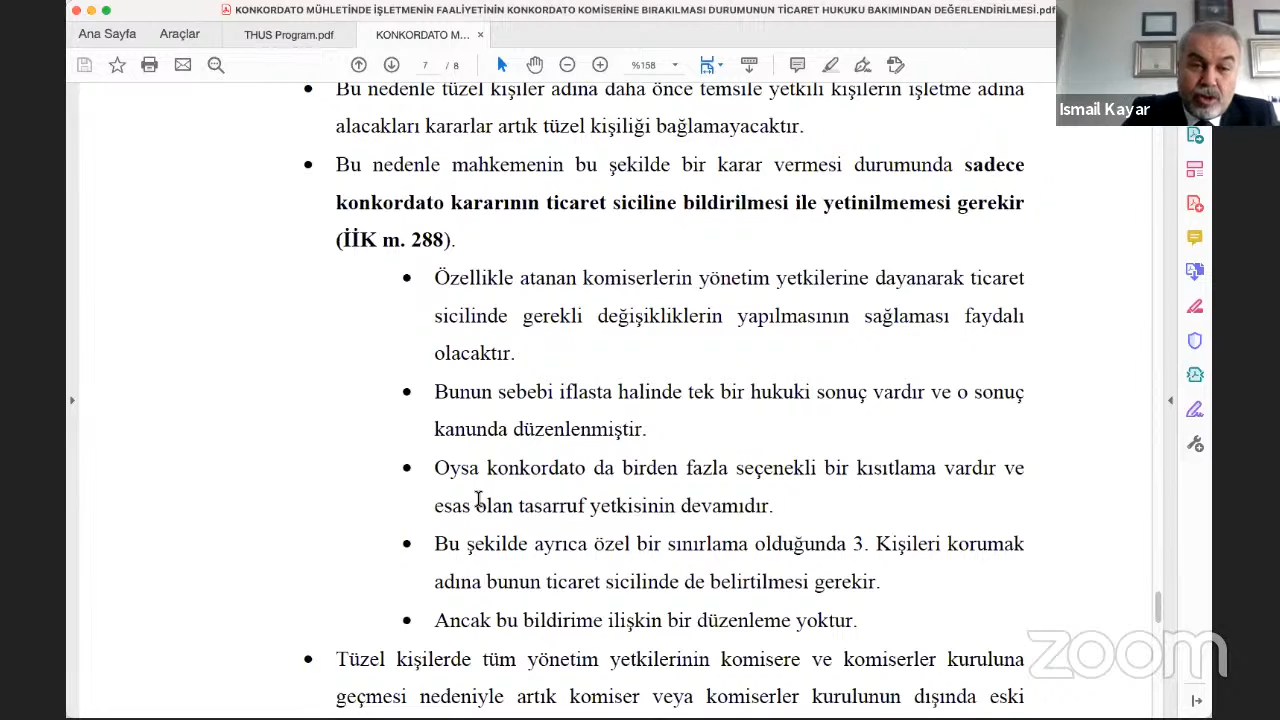 KONKORDATO MÜHLETİNDE İŞLETMENİN FAALİYETİNİN KONKORDATO KOMİSERİNE BIRAKILMASI DURUMUNUN TİCARET HUKUKU BAKIMINDAN DEĞERLENDİRİLMESİ.pdf
Ana Sayfa Araçlar THUS Program.pdf KONKORDATO M... ×
7 / 8 %158
Ismail Kayar
Bu nedenle tüzel kişiler adına daha önce temsile yetkili kişilerin işletme adına
alacakları kararlar artık tüzel kişiliği bağlamayacaktır.
Bu nedenle mahkemenin bu şekilde bir karar vermesi durumunda sadece
konkordato kararının ticaret siciline bildirilmesi ile yetinilmemesi gerekir
(İİK m. 288).
Özellikle atanan komiserlerin yönetim yetkilerine dayanarak ticaret
sicilinde gerekli değişikliklerin yapılmasının sağlaması faydalı
olacaktır.
Bunun sebebi iflasta halinde tek bir hukuki sonuç vardır ve o sonuç
kanunda düzenlenmiştir.
Oysa konkordato da birden fazla seçenekli bir kısıtlama vardır ve
esas olan tasarruf yetkisinin devamıdır.
Bu şekilde ayrıca özel bir sınırlama olduğunda 3. Kişileri korumak
adına bunun ticaret sicilinde de belirtilmesi gerekir.
Ancak bu bildirime ilişkin bir düzenleme yoktur.
Tüzel kişilerde tüm yönetim yetkilerinin komisere ve komiserler kuruluna
geçmesi nedeniyle artık komiser veya komiserler kurulunun dışında eski
zoom